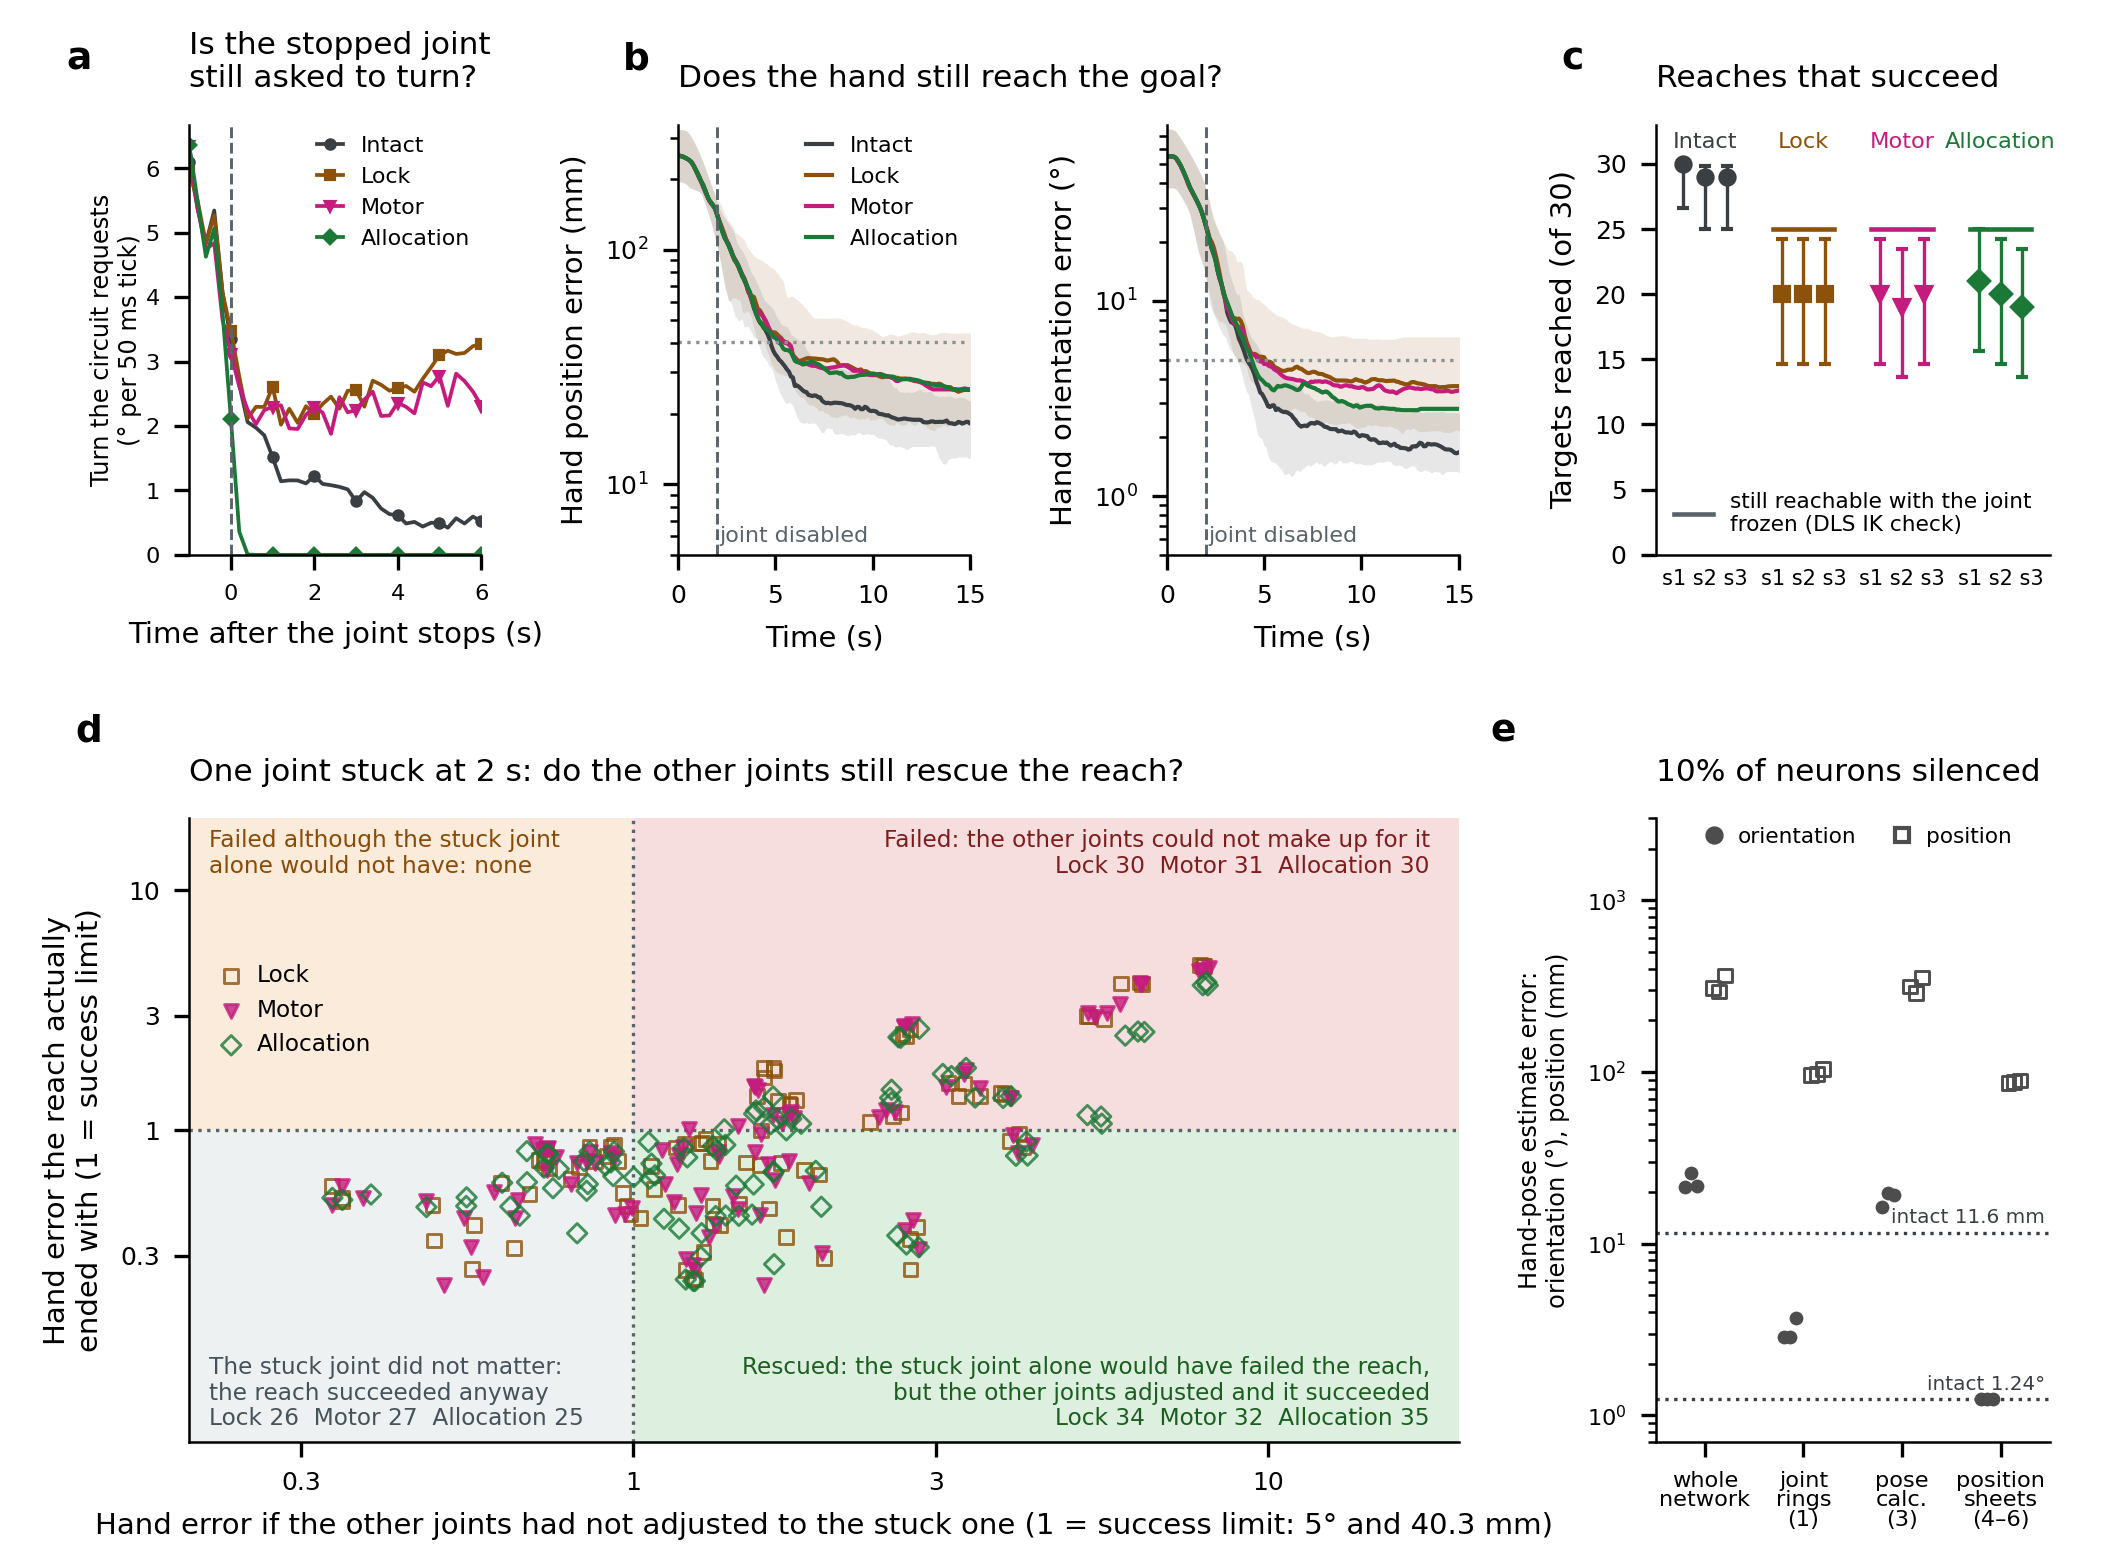 a
Is the stopped joint
still asked to turn?
Turn the circuit requests
(° per 50 ms tick)
6
5
4
3
2
1
0
Intact
Lock
Motor
Allocation
0 2 4 6
Time after the joint stops (s)
b
Does the hand still reach the goal?
Hand position error (mm)
10²
10¹
Intact
Lock
Motor
Allocation
joint disabled
0 5 10 15
Time (s)
Hand orientation error (°)
10¹
10⁰
joint disabled
0 5 10 15
Time (s)
c
Reaches that succeed
Targets reached (of 30)
30
25
20
15
10
5
0
Intact Lock Motor Allocation
still reachable with the joint
frozen (DLS IK check)
s1 s2 s3 s1 s2 s3 s1 s2 s3 s1 s2 s3
d
One joint stuck at 2 s: do the other joints still rescue the reach?
Hand error the reach actually
ended with (1 = success limit)
10
3
1
0.3
Failed although the stuck joint
alone would not have: none
Failed: the other joints could not make up for it
Lock 30 Motor 31 Allocation 30
Lock
Motor
Allocation
The stuck joint did not matter:
the reach succeeded anyway
Lock 26 Motor 27 Allocation 25
Rescued: the stuck joint alone would have failed the reach,
but the other joints adjusted and it succeeded
Lock 34 Motor 32 Allocation 35
0.3 1 3 10
Hand error if the other joints had not adjusted to the stuck one (1 = success limit: 5° and 40.3 mm)
e
10% of neurons silenced
Hand-pose estimate error:
orientation (°), position (mm)
orientation position
10³
10²
10¹
10⁰
intact 11.6 mm
intact 1.24°
whole
network
joint
rings
(1)
pose
calc.
(3)
position
sheets
(4–6)